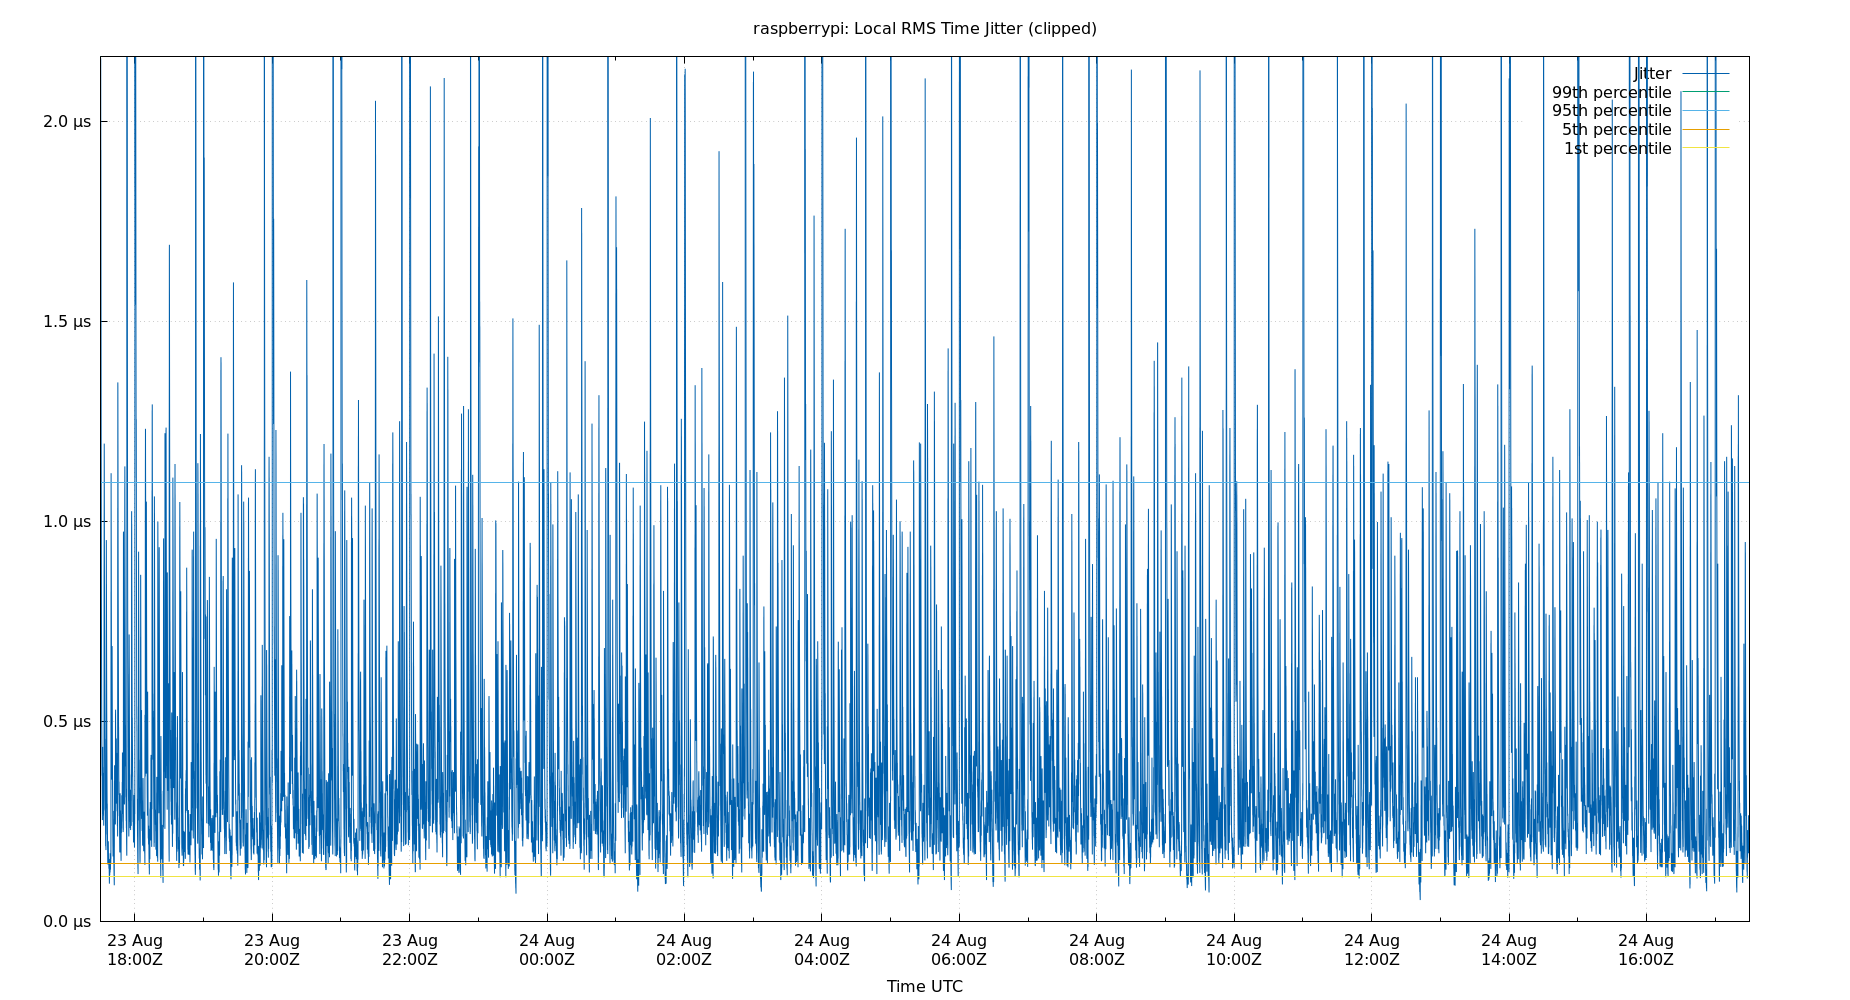 raspberrypi: Local RMS Time Jitter (clipped)
Jitter
99th percentile
95th percentile
5th percentile
1st percentile
2.0 μs
1.5 μs
1.0 μs
0.5 μs
0.0 μs
23 Aug 23 Aug 23 Aug 24 Aug 24 Aug 24 Aug 24 Aug 24 Aug 24 Aug 24 Aug 24 Aug 24 Aug
18:00Z 20:00Z 22:00Z 00:00Z 02:00Z 04:00Z 06:00Z 08:00Z 10:00Z 12:00Z 14:00Z 16:00Z
Time UTC